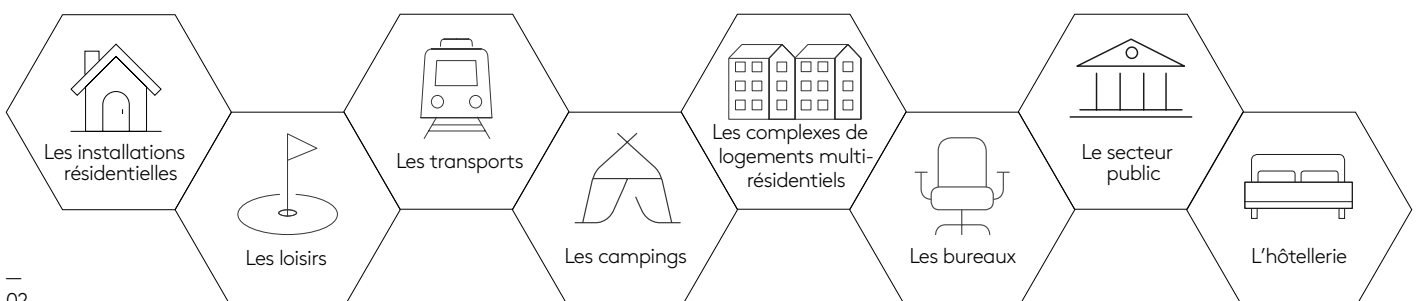 Les installations
résidentielles
Les loisirs
Les transports
Les campings
Les complexes de
logements multi-
résidentiels
Les bureaux
Le secteur
public
L'hôtellerie
—
02